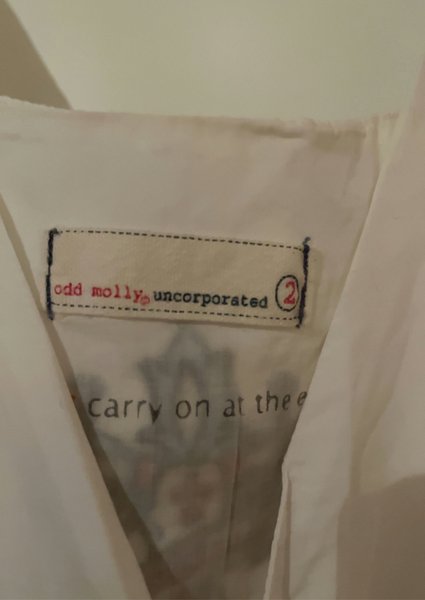 odd molly® uncorporated 2
carry on at the